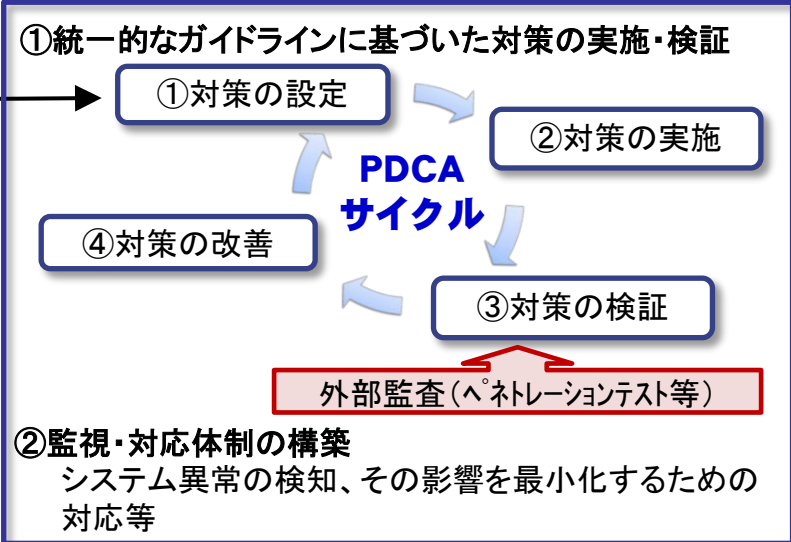 ①統一的なガイドラインに基づいた対策の実施・検証
①対策の設定
②対策の実施
PDCA
サイクル
④対策の改善
③対策の検証
外部監査（ﾍﾟﾈﾄﾚｰｼｮﾝﾃｽﾄ等）
②監視・対応体制の構築
システム異常の検知、その影響を最小化するための
対応等